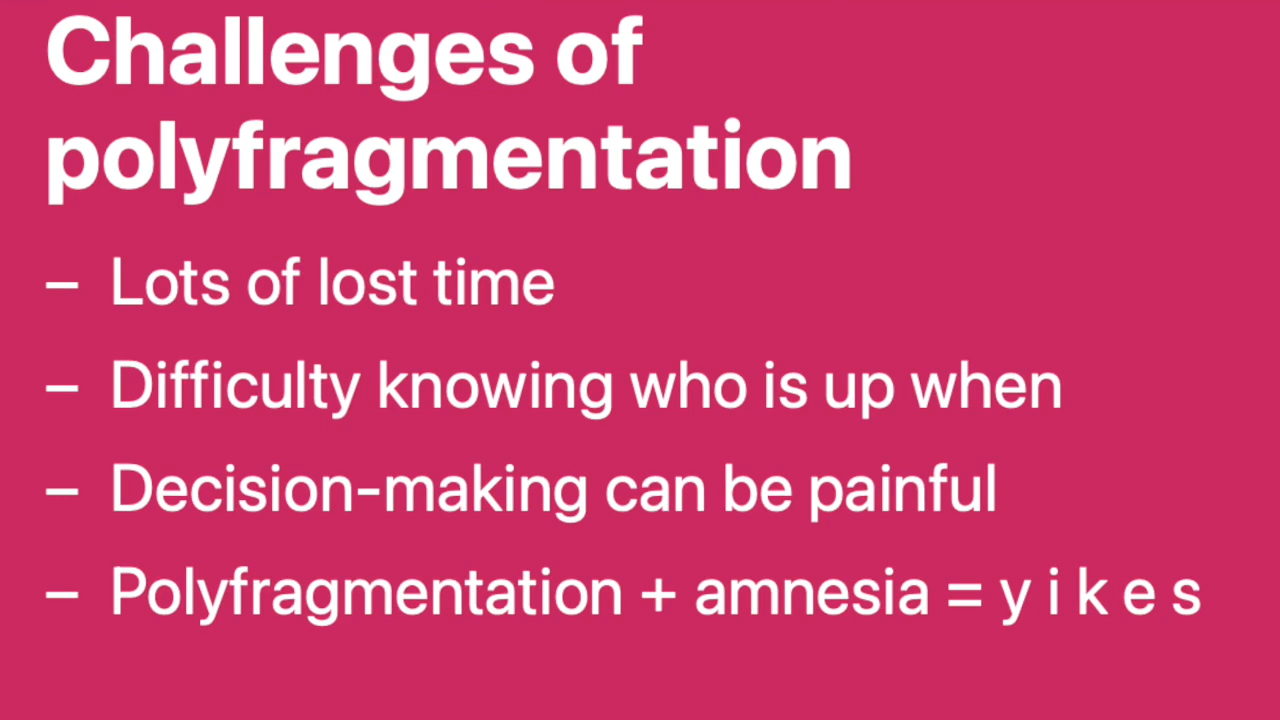 Challenges of
polyfragmentation
– Lots of lost time
– Difficulty knowing who is up when
– Decision-making can be painful
– Polyfragmentation + amnesia = y i k e s